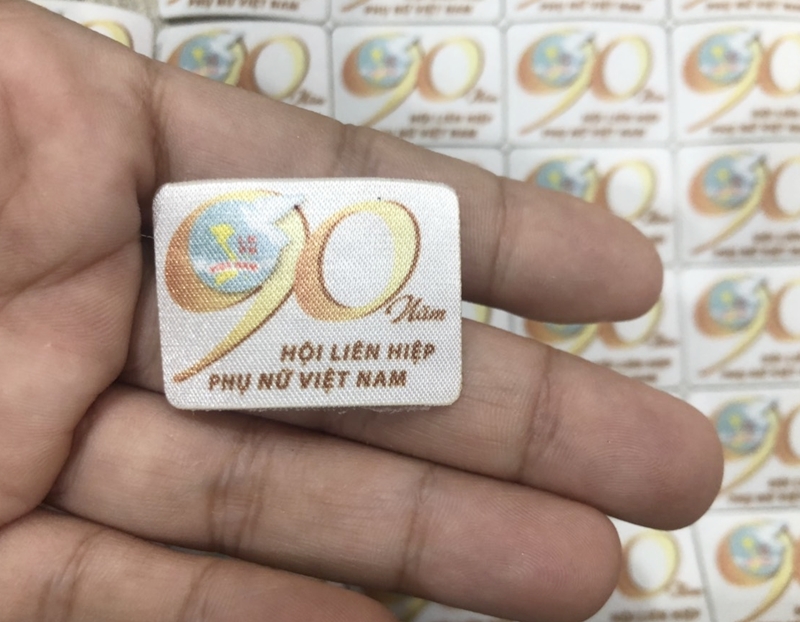 90
Năm
HỘI LIÊN HIỆP
PHỤ NỮ VIỆT NAM